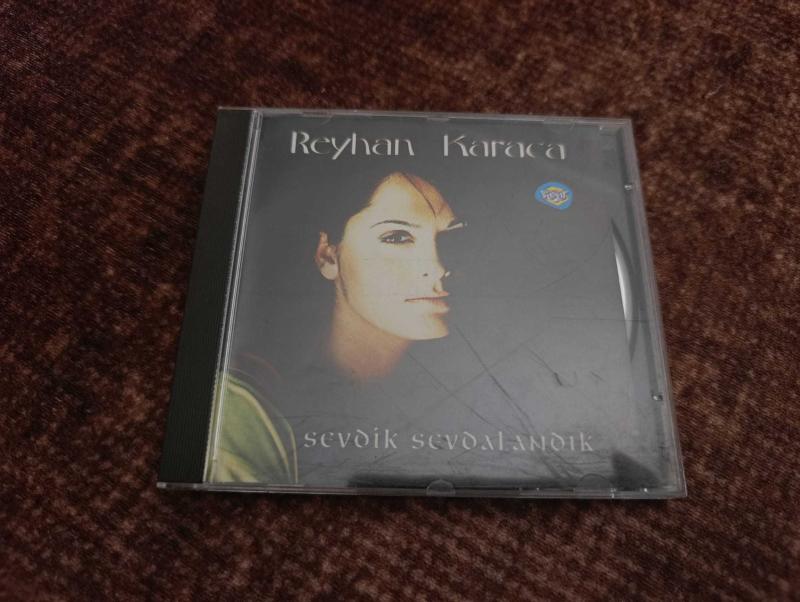 Reyhan Karaca
sevdik sevdalandık